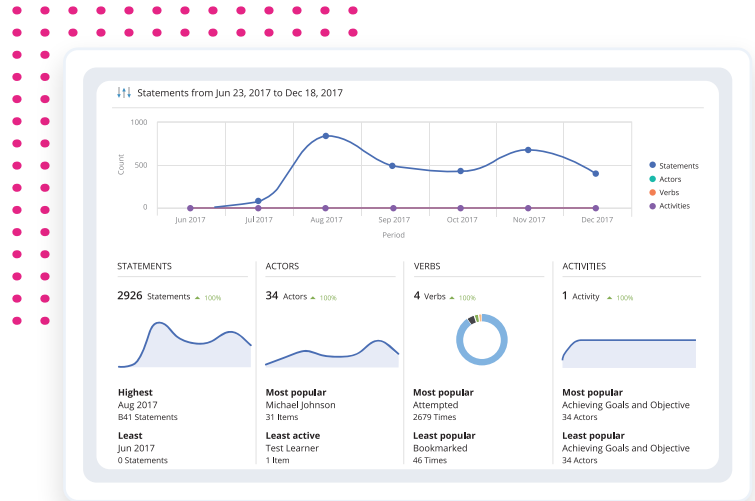 Statements from Jun 23, 2017 to Dec 18, 2017
1000
500
0
Count
Jun 2017 Jul 2017 Aug 2017 Sep 2017 Oct 2017 Nov 2017 Dec 2017
Period
Statements
Actors
Verbs
Activities
STATEMENTS
2926 Statements 100%
Highest
Aug 2017
B41 Statements
Least
Jun 2017
0 Statements
ACTORS
34 Actors 100%
Most popular
Michael Johnson
31 Items
Least active
Test Learner
1 Item
VERBS
4 Verbs 100%
Most popular
Attempted
2679 Times
Least popular
Bookmarked
46 Times
ACTIVITIES
1 Activity 100%
Most popular
Achieving Goals and Objective
34 Actors
Least popular
Achieving Goals and Objective
34 Actors